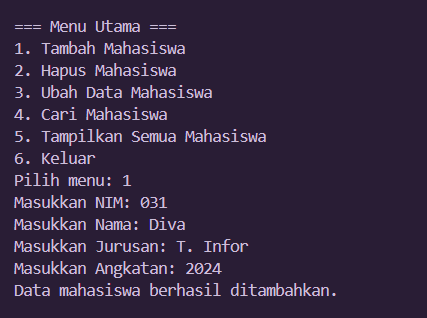 === Menu Utama ===
1. Tambah Mahasiswa
2. Hapus Mahasiswa
3. Ubah Data Mahasiswa
4. Cari Mahasiswa
5. Tampilkan Semua Mahasiswa
6. Keluar
Pilih menu: 1
Masukkan NIM: 031
Masukkan Nama: Diva
Masukkan Jurusan: T. Infor
Masukkan Angkatan: 2024
Data mahasiswa berhasil ditambahkan.